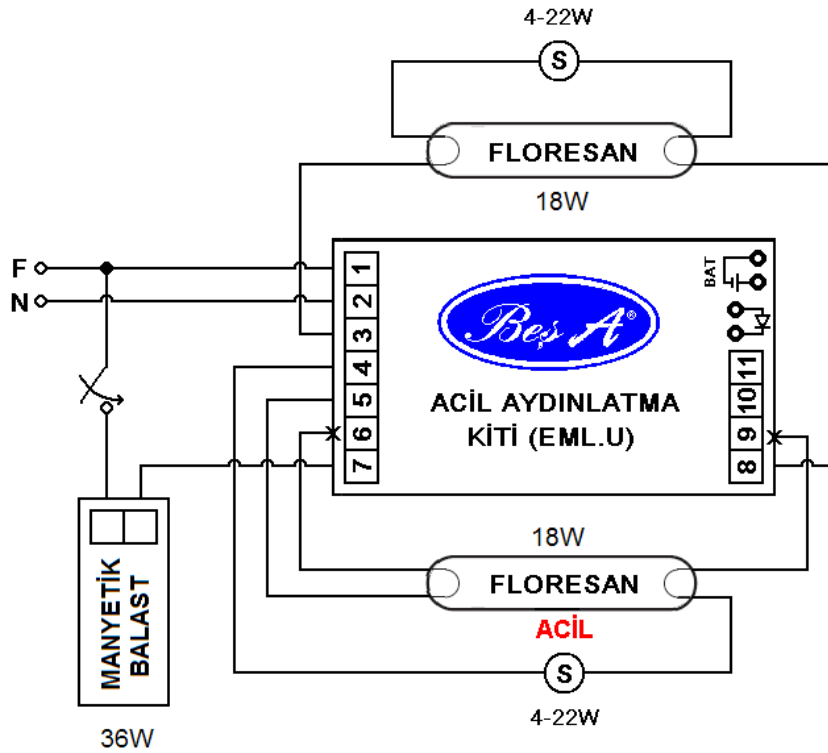 4-22W
S
FLORESAN
18W
F
N
1
2
3
4
5
6
7
BAT
11
10
9
8
Beş A®
ACİL AYDINLATMA
KİTİ (EML.U)
MANYETİK
BALAST
36W
18W
FLORESAN
ACİL
S
4-22W